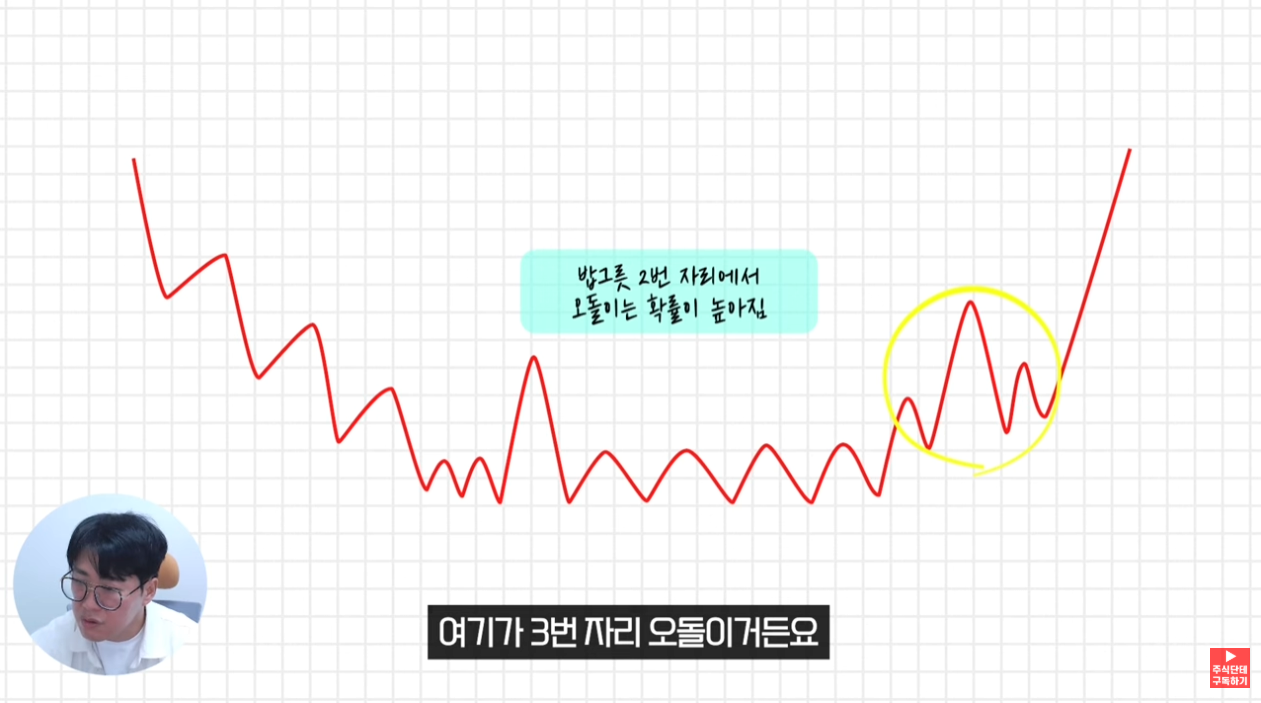 밥그릇 2번 자리에서
오돌이는 확률이 높아짐
여기가 3번 자리 오돌이거든요
주식단테
구독하기